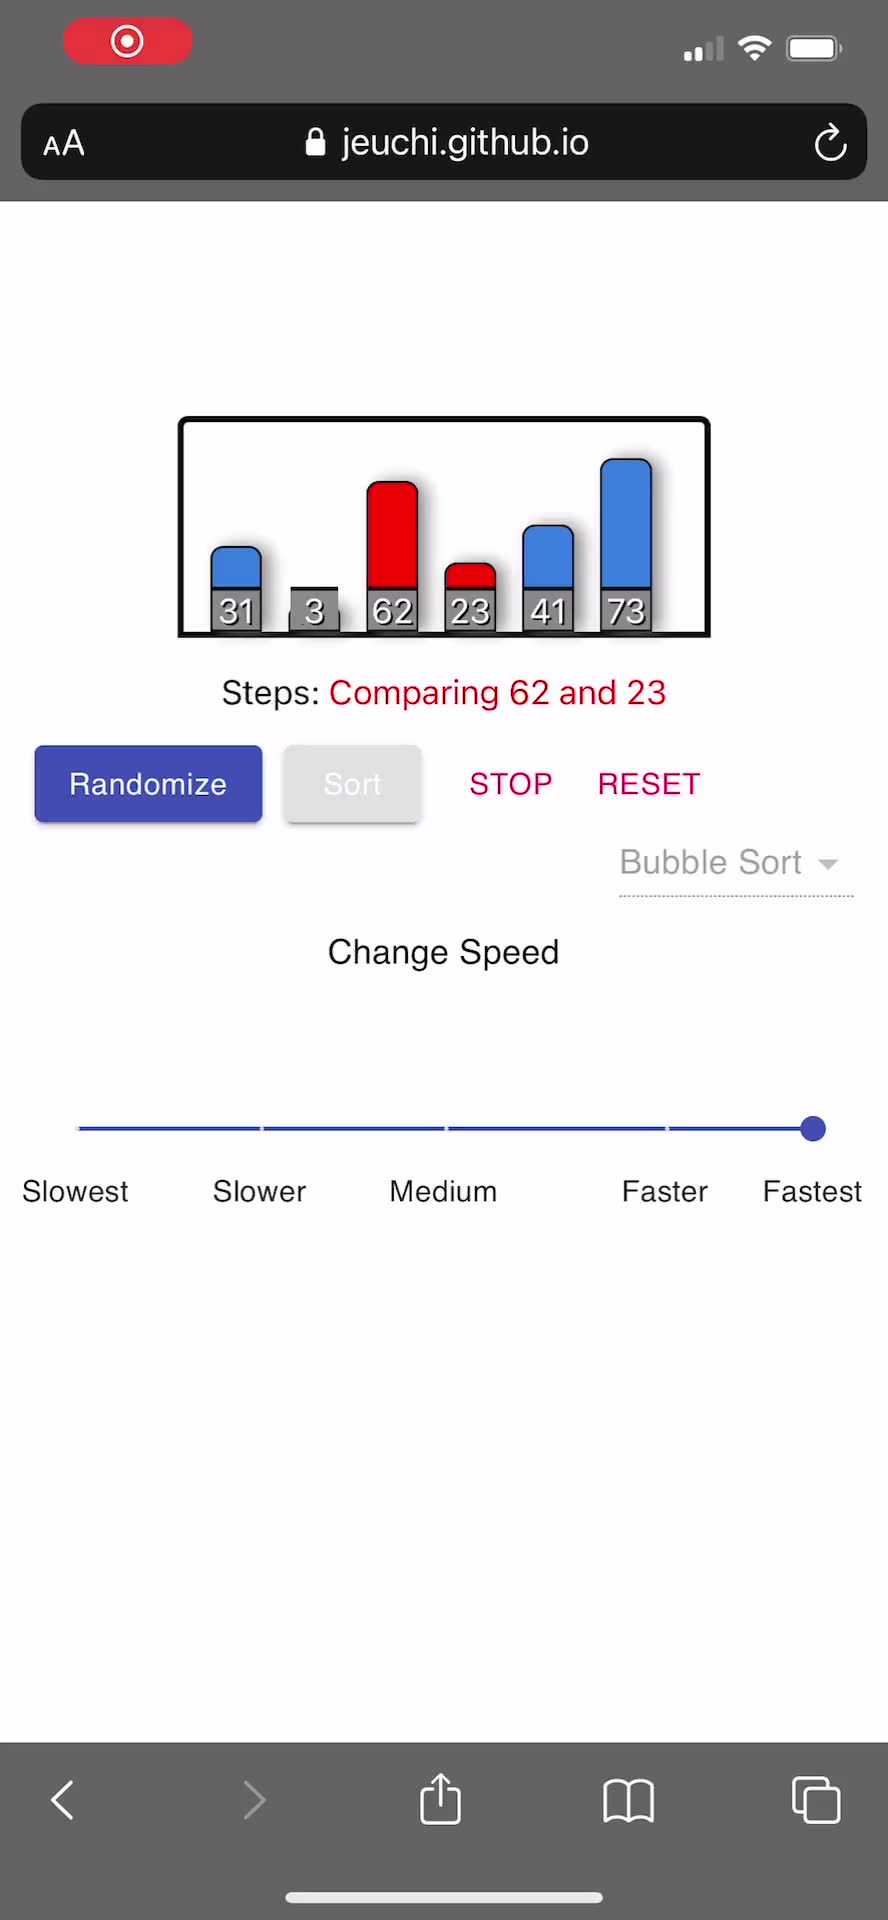 AA jeuchi.github.io
31 3 62 23 41 73
Steps: Comparing 62 and 23
Randomize Sort STOP RESET
Bubble Sort
Change Speed
Slowest Slower Medium Faster Fastest